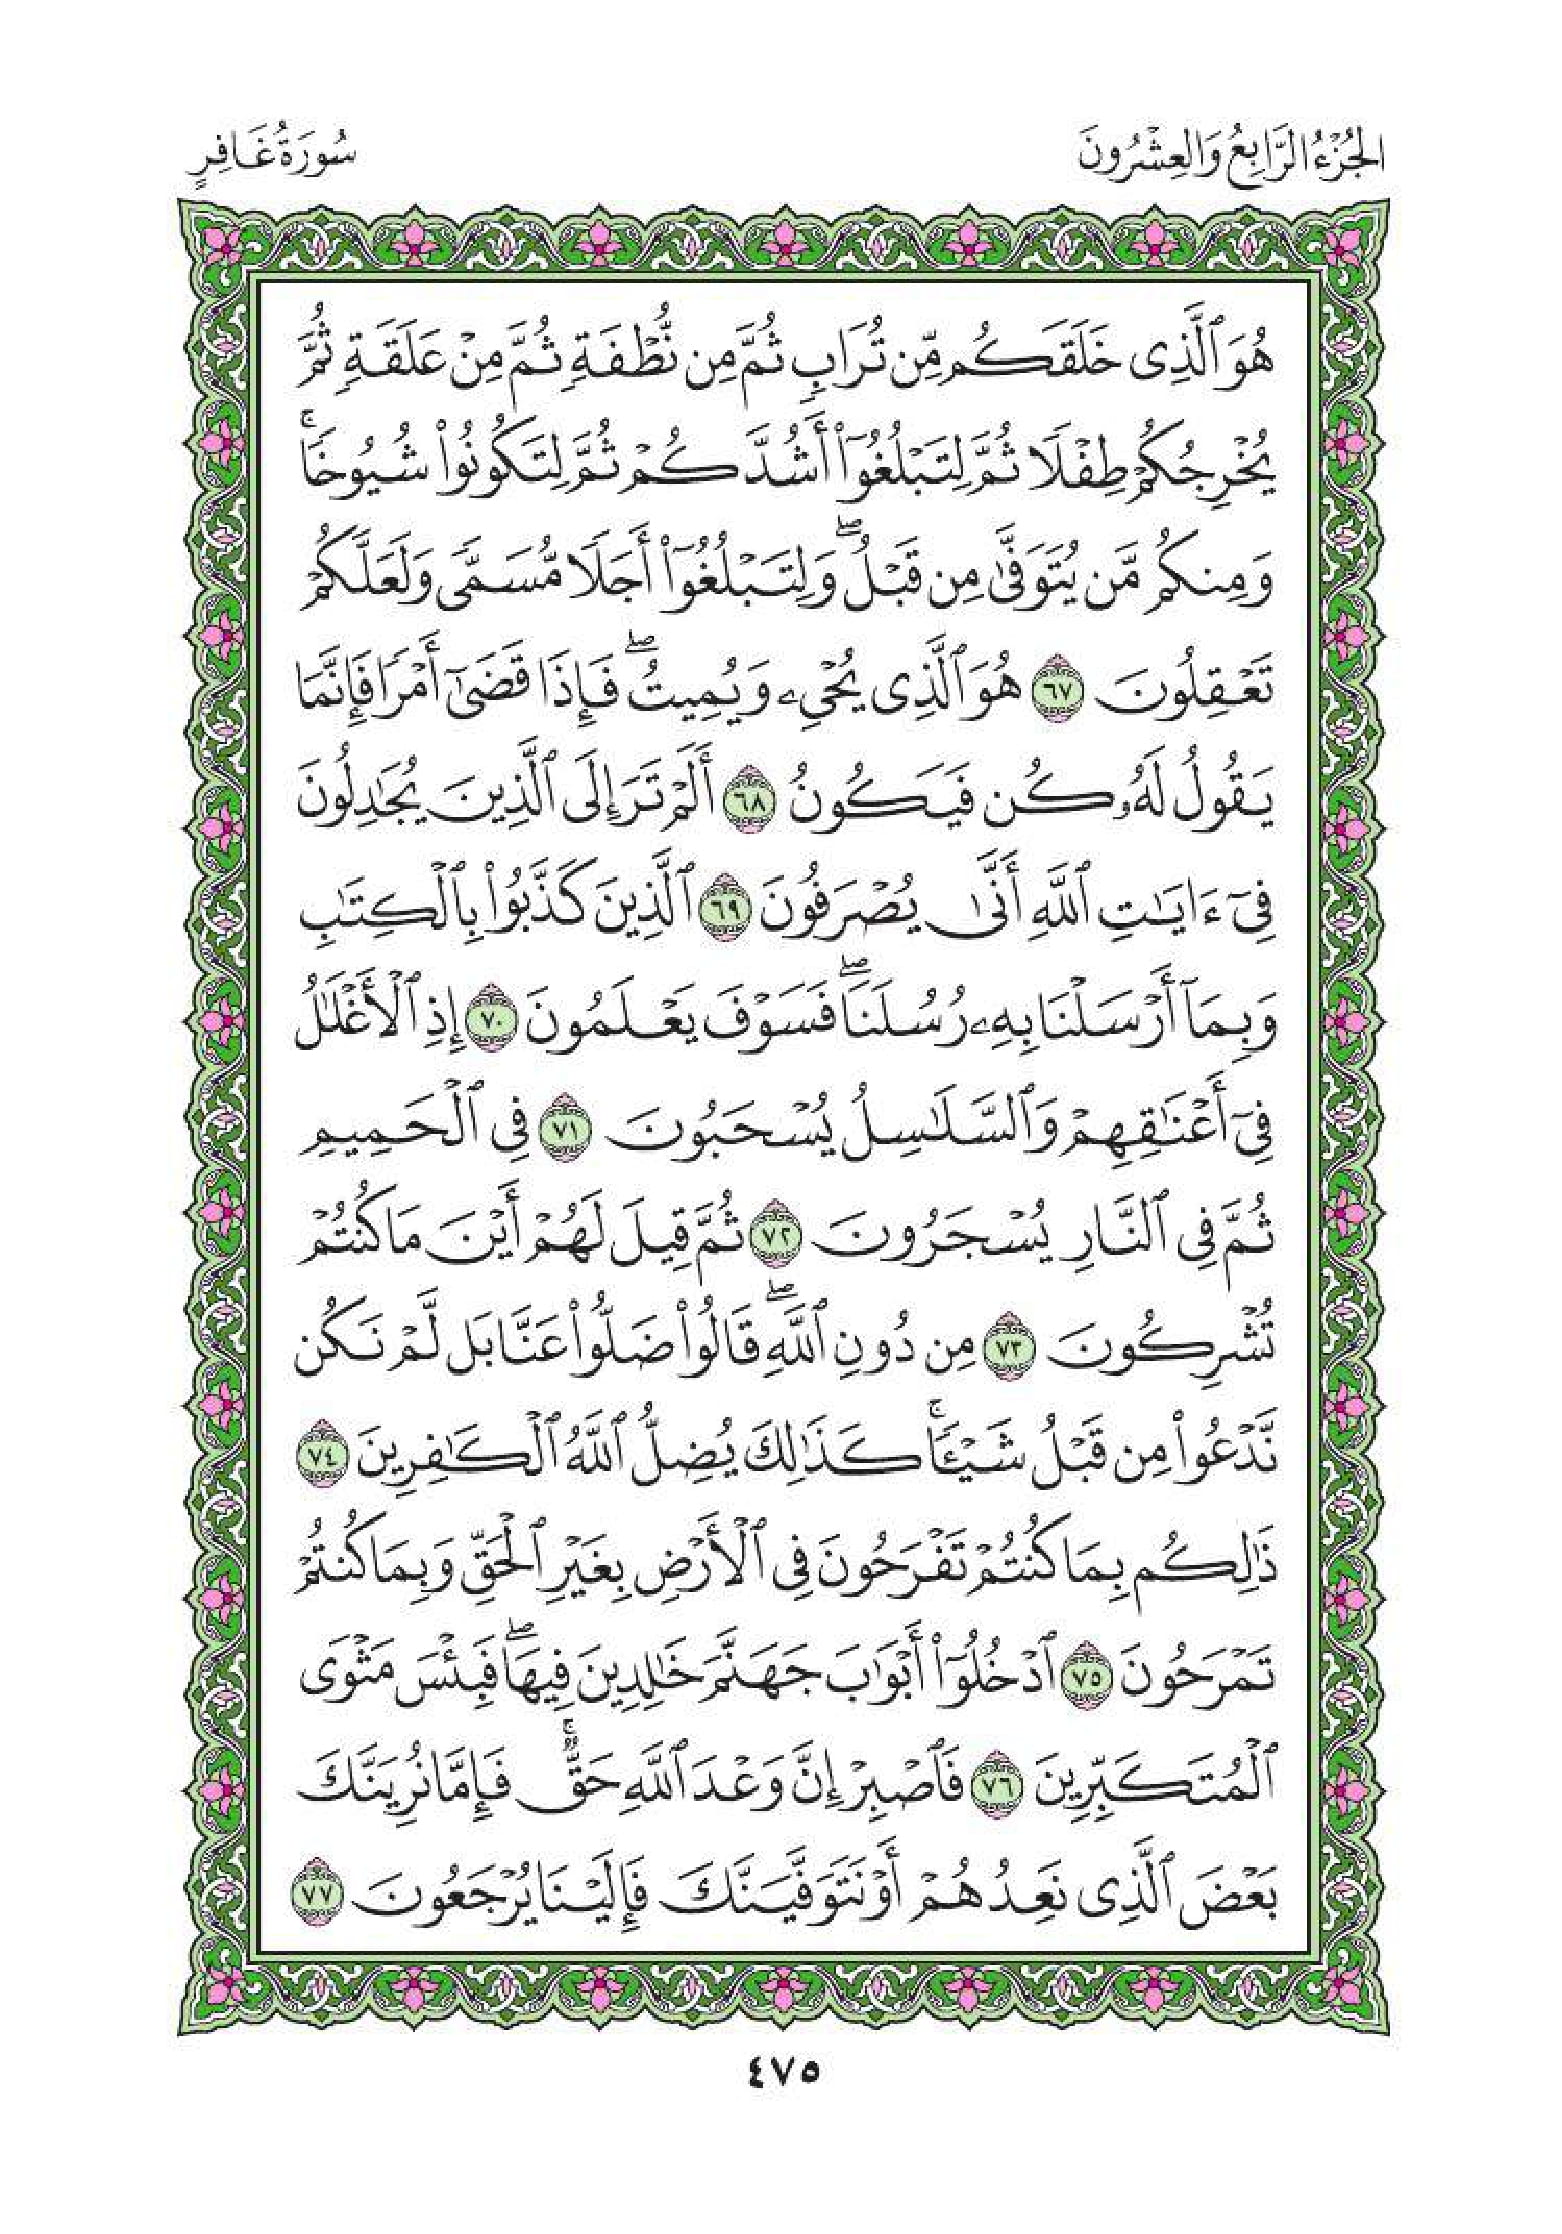 الجُزْءُ الرَّابِعُ وَالعِشْرُونَ
سُورَةُ غَافِرٍ
هُوَ ٱلَّذِى خَلَقَكُم مِّن تُرَابٍ ثُمَّ مِن نُّطْفَةٍ ثُمَّ مِنْ عَلَقَةٍ ثُمَّ
يُخْرِجُكُمْ طِفْلًا ثُمَّ لِتَبْلُغُوٓا۟ أَشُدَّكُمْ ثُمَّ لِتَكُونُوا۟ شُيُوخًا ۚ
وَمِنكُم مَّن يُتَوَفَّىٰ مِن قَبْلُ ۖ وَلِتَبْلُغُوٓا۟ أَجَلًا مُّسَمًّى وَلَعَلَّكُمْ
تَعْقِلُونَ ٦٧ هُوَ ٱلَّذِى يُحْىِۦ وَيُمِيتُ ۖ فَإِذَا قَضَىٰٓ أَمْرًا فَإِنَّمَا
يَقُولُ لَهُۥ كُن فَيَكُونُ ٦٨ أَلَمْ تَرَ إِلَى ٱلَّذِينَ يُجَٰدِلُونَ
فِىٓ ءَايَٰتِ ٱللَّهِ أَنَّىٰ يُصْرَفُونَ ٦٩ ٱلَّذِينَ كَذَّبُوا۟ بِٱلْكِتَٰبِ
وَبِمَآ أَرْسَلْنَا بِهِۦ رُسُلَنَا ۖ فَسَوْفَ يَعْلَمُونَ ٧٠ إِذِ ٱلْأَغْلَٰلُ
فِىٓ أَعْنَٰقِهِمْ وَٱلسَّلَٰسِلُ يُسْحَبُونَ ٧١ فِى ٱلْحَمِيمِ
ثُمَّ فِى ٱلنَّارِ يُسْجَرُونَ ٧٢ ثُمَّ قِيلَ لَهُمْ أَيْنَ مَا كُنتُمْ
تُشْرِكُونَ ٧٣ مِن دُونِ ٱللَّهِ ۖ قَالُوا۟ ضَلُّوا۟ عَنَّا بَل لَّمْ نَكُن
نَّدْعُوا۟ مِن قَبْلُ شَيْـًٔا ۚ كَذَٰلِكَ يُضِلُّ ٱللَّهُ ٱلْكَٰفِرِينَ ٧٤
ذَٰلِكُم بِمَا كُنتُمْ تَفْرَحُونَ فِى ٱلْأَرْضِ بِغَيْرِ ٱلْحَقِّ وَبِمَا كُنتُمْ
تَمْرَحُونَ ٧٥ ٱدْخُلُوٓا۟ أَبْوَٰبَ جَهَنَّمَ خَٰلِدِينَ فِيهَا ۖ فَبِئْسَ مَثْوَى
ٱلْمُتَكَبِّرِينَ ٧٦ فَٱصْبِرْ إِنَّ وَعْدَ ٱللَّهِ حَقٌّ ۚ فَإِمَّا نُرِيَنَّكَ
بَعْضَ ٱلَّذِى نَعِدُهُمْ أَوْ نَتَوَفَّيَنَّكَ فَإِلَيْنَا يُرْجَعُونَ ٧٧
٤٧٥